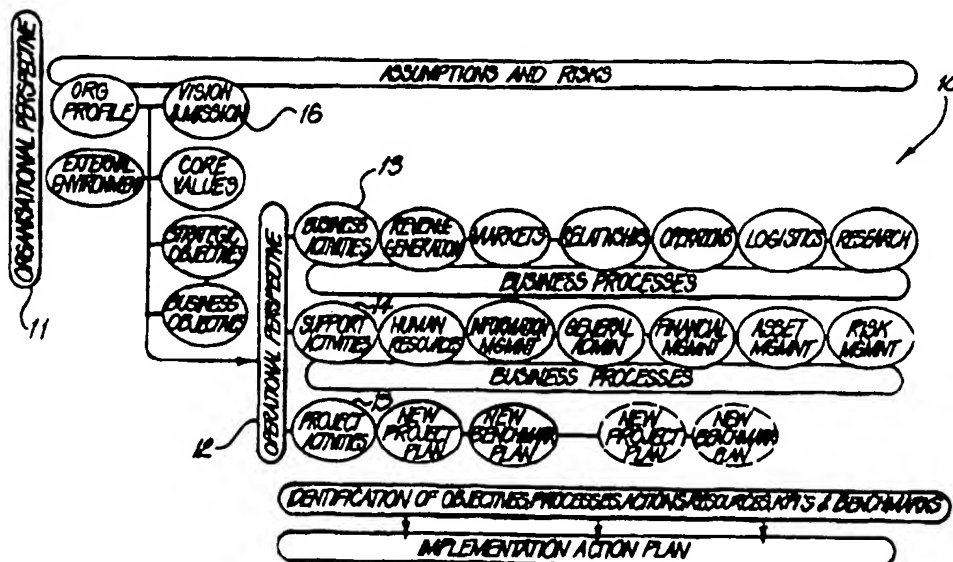 ORGANISATIONAL PERSPECTIVE
11
ASSUMPTIONS AND RISKS
10
ORG
PROFILE
VISION
& MISSION
16
EXTERNAL
ENVIRONMENT
CORE
VALUES
STRATEGIC
OBJECTIVES
BUSINESS
OBJECTIVES
OPERATIONAL PERSPECTIVE
12
13
BUSINESS
ACTIVITIES
REVENUE
GENERATION
MARKETS
RELATIONSHIPS
OPERATIONS
LOGISTICS
RESEARCH
BUSINESS PROCESSES
14
SUPPORT
ACTIVITIES
HUMAN
RESOURCES
INFORMATION
MGMNT
GENERAL
ADMIN
FINANCIAL
MGMNT
ASSET
MGMNT
RISK
MGMNT
BUSINESS PROCESSES
15
PROJECT
ACTIVITIES
NEW
PROJECT
PLAN
NEW
BENCHMARK
PLAN
NEW
PROJECT
PLAN
NEW
BENCHMARK
PLAN
IDENTIFICATION OF OBJECTIVES, PROCESSES, ACTIONS, RESOURCES, KPI'S & BENCHMARKS
IMPLEMENTATION ACTION PLAN